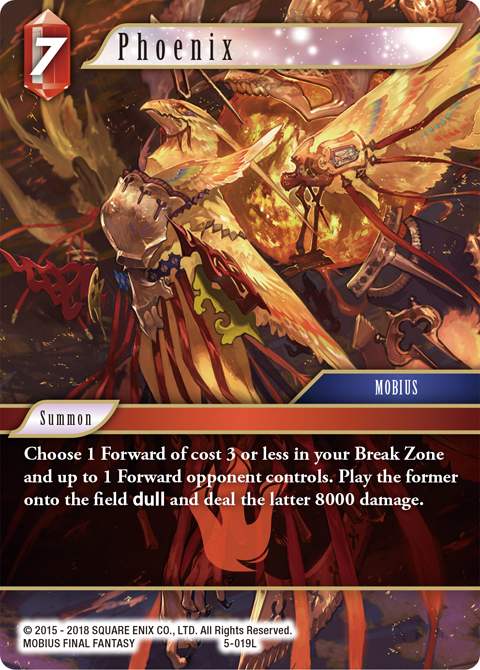 7
Phoenix
MOBIUS
Summon
Choose 1 Forward of cost 3 or less in your Break Zone
and up to 1 Forward opponent controls. Play the former
onto the field dull and deal the latter 8000 damage.
© 2015 - 2018 SQUARE ENIX CO., LTD. All Rights Reserved.
MOBIUS FINAL FANTASY 5-019L